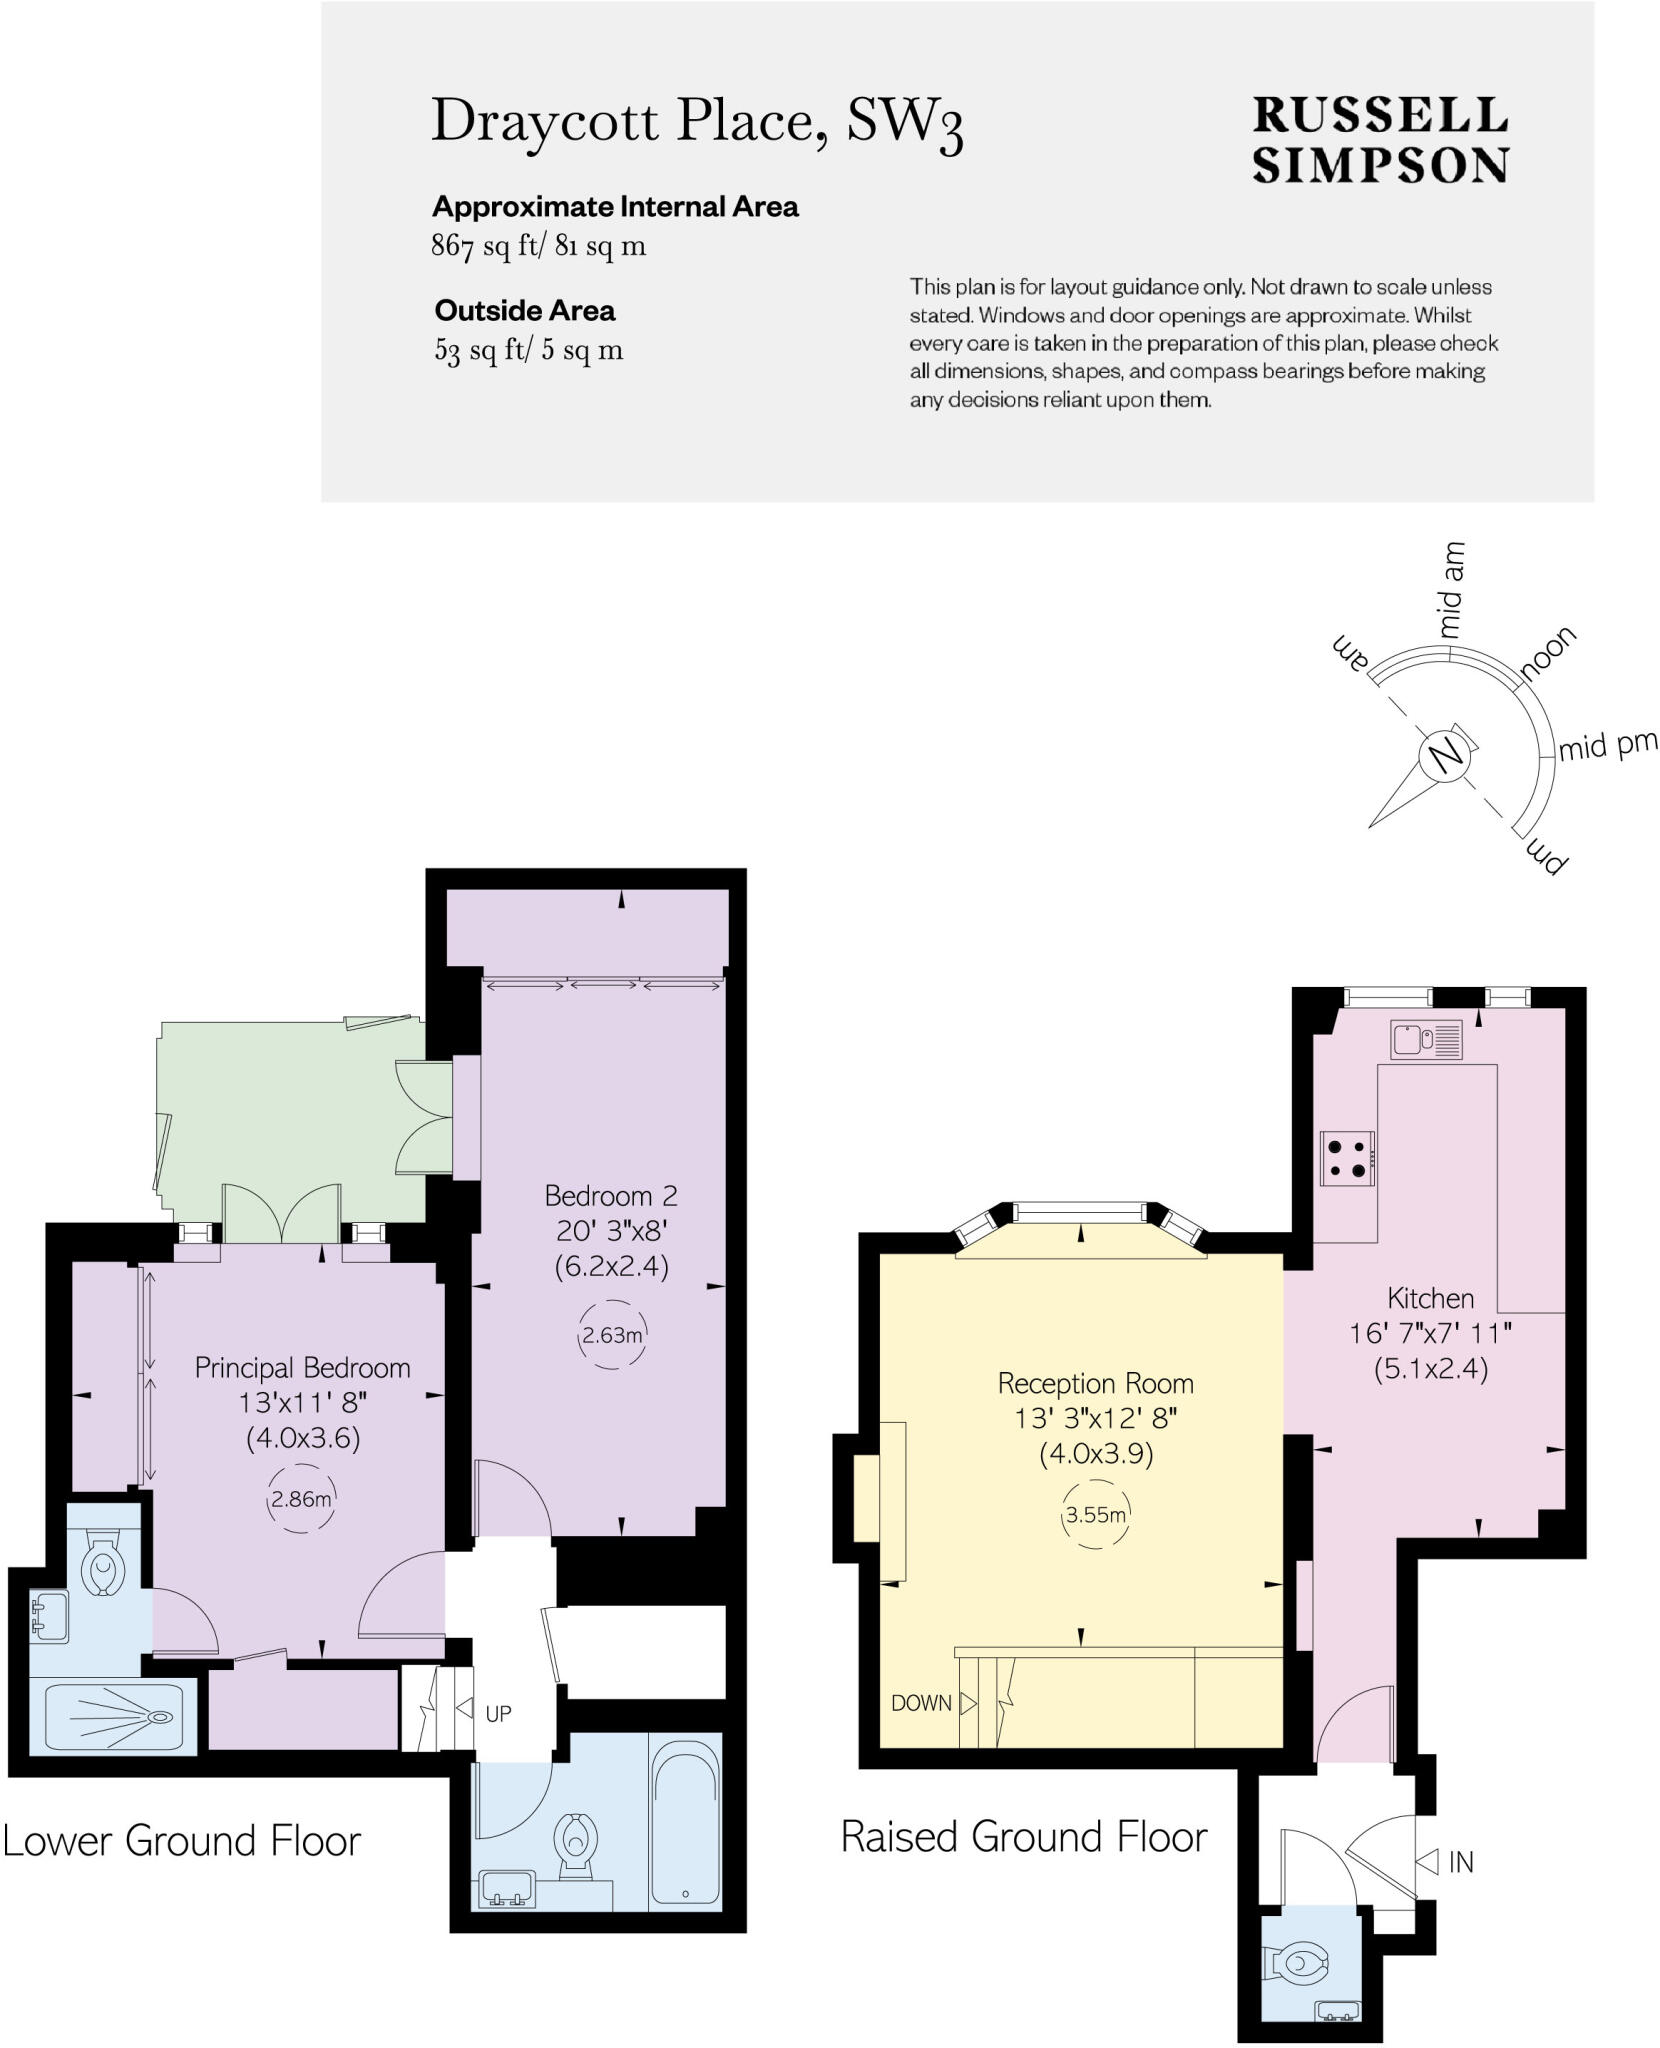 Draycott Place, SW3
RUSSELL
SIMPSON
Approximate Internal Area
867 sq ft/ 81 sq m
Outside Area
53 sq ft/ 5 sq m
This plan is for layout guidance only. Not drawn to scale unless
stated. Windows and door openings are approximate. Whilst
every care is taken in the preparation of this plan, please check
all dimensions, shapes, and compass bearings before making
any decisions reliant upon them.
am
mid am
noon
mid pm
pm
N
Bedroom 2
20' 3"x8'
(6.2x2.4)
2.63m
Principal Bedroom
13'x11' 8"
(4.0x3.6)
2.86m
UP
Lower Ground Floor
Kitchen
16' 7"x7' 11"
(5.1x2.4)
Reception Room
13' 3"x12' 8"
(4.0x3.9)
3.55m
DOWN
Raised Ground Floor
IN